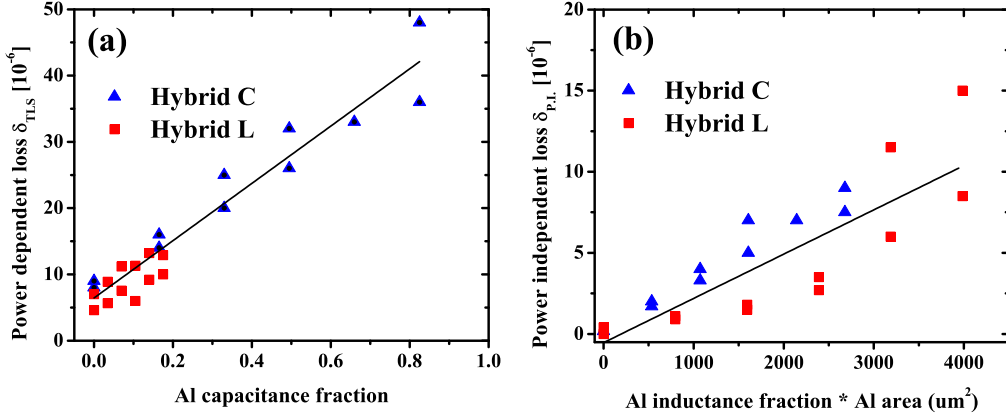 (a)
Hybrid C
Hybrid L
Power dependent loss δTLS [10-6]
50
40
30
20
10
0
0.0 0.2 0.4 0.6 0.8 1.0
Al capacitance fraction
(b)
Hybrid C
Hybrid L
Power independent loss δP.I. [10-6]
20
15
10
5
0
0 1000 2000 3000 4000
Al inductance fraction * Al area (um2)